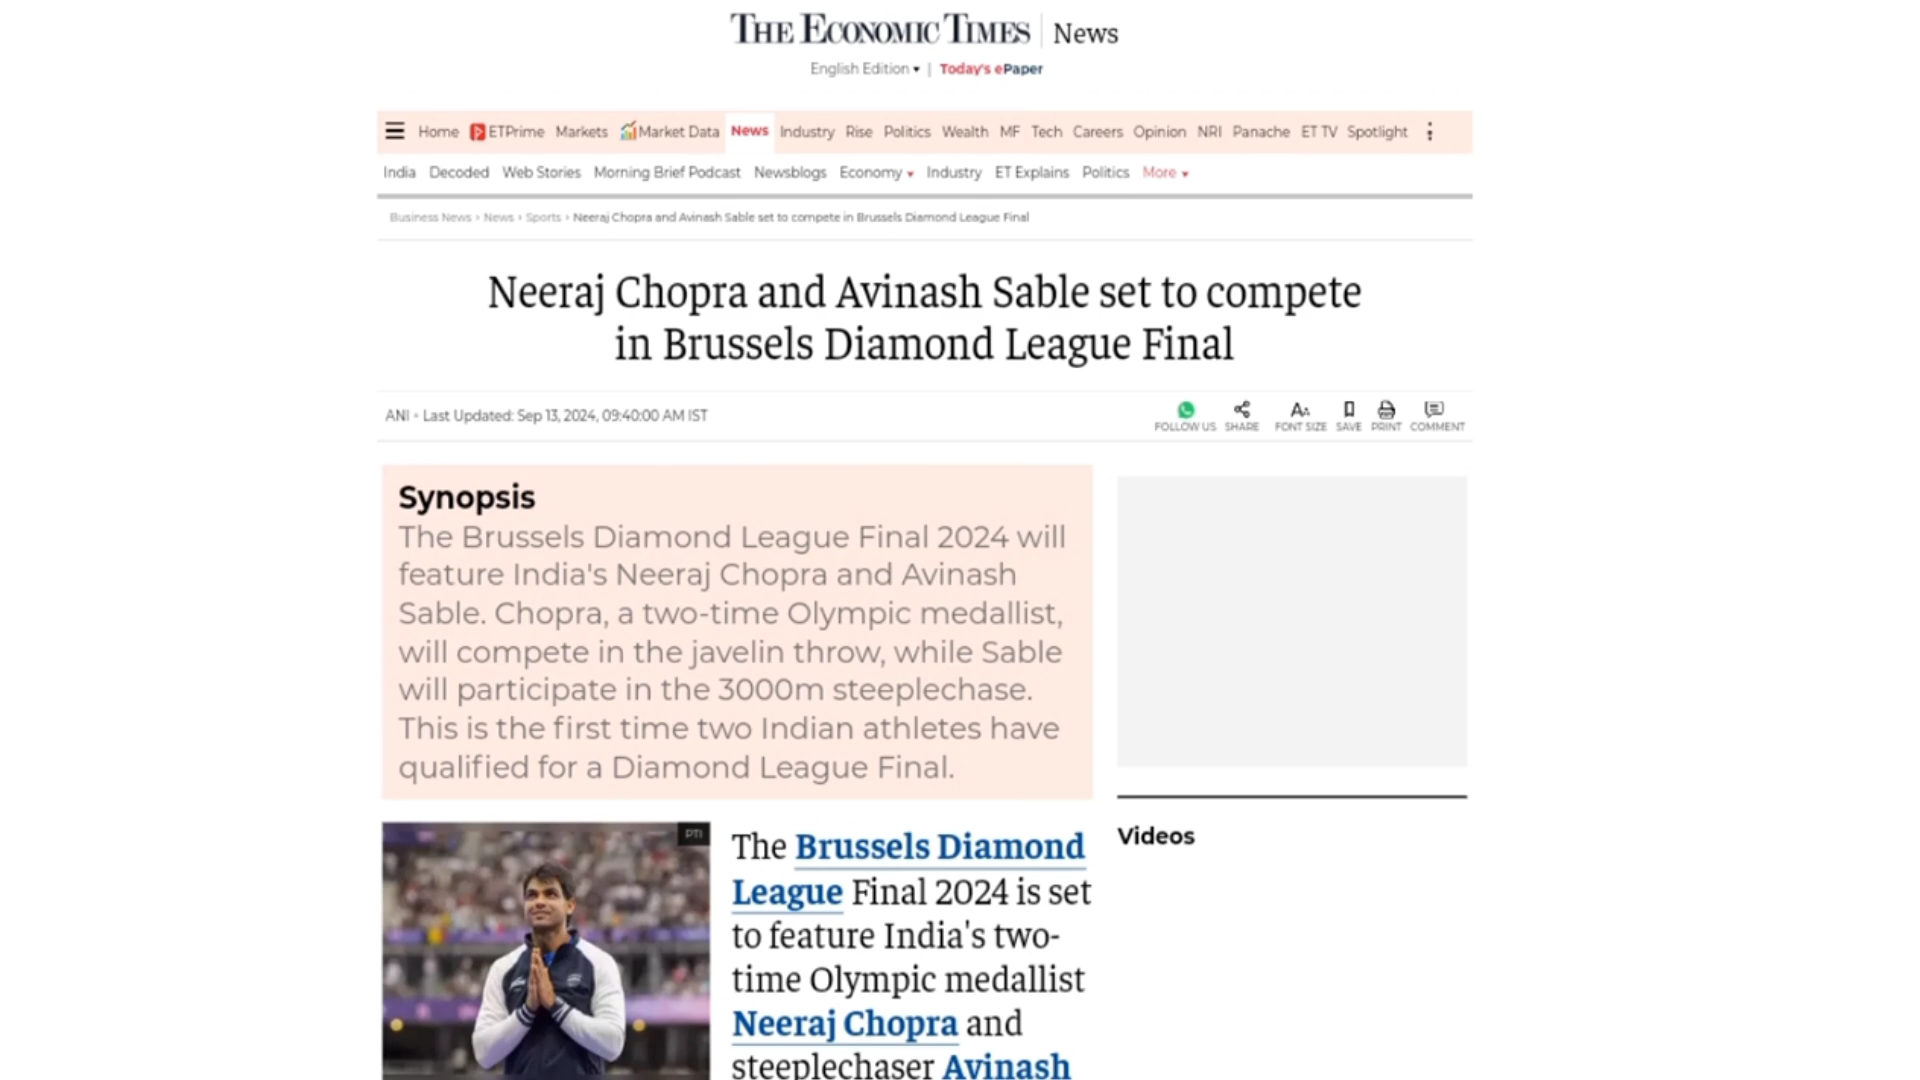 THE ECONOMIC TIMES | News
English Edition ▾ | Today's ePaper
Home ETPrime Markets Market Data News Industry Rise Politics Wealth MF Tech Careers Opinion NRI Panache ET TV Spotlight
India Decoded Web Stories Morning Brief Podcast Newsblogs Economy ▾ Industry ET Explains Politics More ▾
Business News › News › Sports › Neeraj Chopra and Avinash Sable set to compete in Brussels Diamond League Final
Neeraj Chopra and Avinash Sable set to compete
in Brussels Diamond League Final
ANI • Last Updated: Sep 13, 2024, 09:40:00 AM IST
FOLLOW US SHARE FONT SIZE SAVE PRINT COMMENT
Synopsis
The Brussels Diamond League Final 2024 will
feature India's Neeraj Chopra and Avinash
Sable. Chopra, a two-time Olympic medallist,
will compete in the javelin throw, while Sable
will participate in the 3000m steeplechase.
This is the first time two Indian athletes have
qualified for a Diamond League Final.
PTI
The Brussels Diamond
League Final 2024 is set
to feature India's two-
time Olympic medallist
Neeraj Chopra and
steeplechaser Avinash
Videos